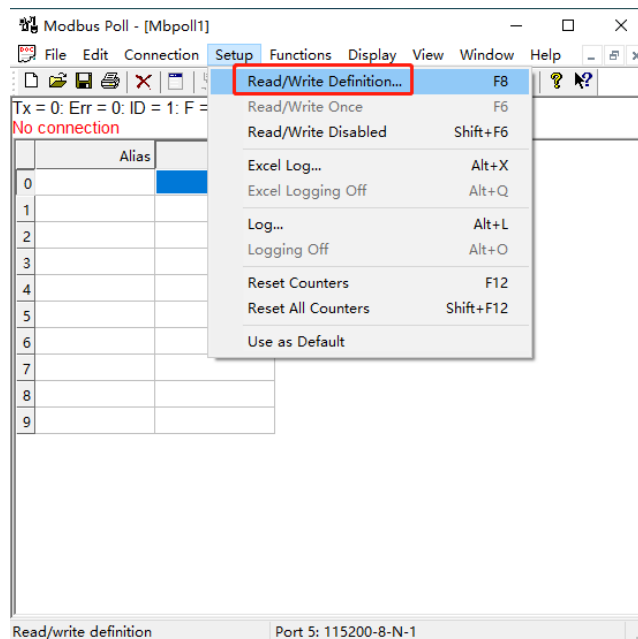 Modbus Poll - [Mbpoll1]
File Edit Connection Setup Functions Display View Window Help
Tx = 0: Err = 0: ID = 1: F =
No connection
Alias
0
1
2
3
4
5
6
7
8
9
Read/Write Definition... F8
Read/Write Once F6
Read/Write Disabled Shift+F6
Excel Log... Alt+X
Excel Logging Off Alt+Q
Log... Alt+L
Logging Off Alt+O
Reset Counters F12
Reset All Counters Shift+F12
Use as Default
Read/write definition Port 5: 115200-8-N-1